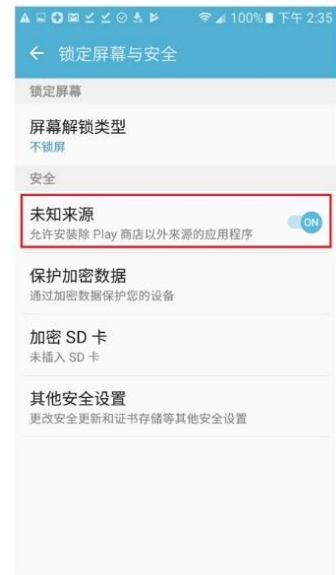 100% 下午 2:35
锁定屏幕与安全
锁定屏幕
屏幕解锁类型
不锁屏
安全
未知来源
允许安装除 Play 商店以外来源的应用程序
ON
保护加密数据
通过加密数据保护您的设备
加密 SD 卡
未插入 SD 卡
其他安全设置
更改安全更新和证书存储等其他安全设置